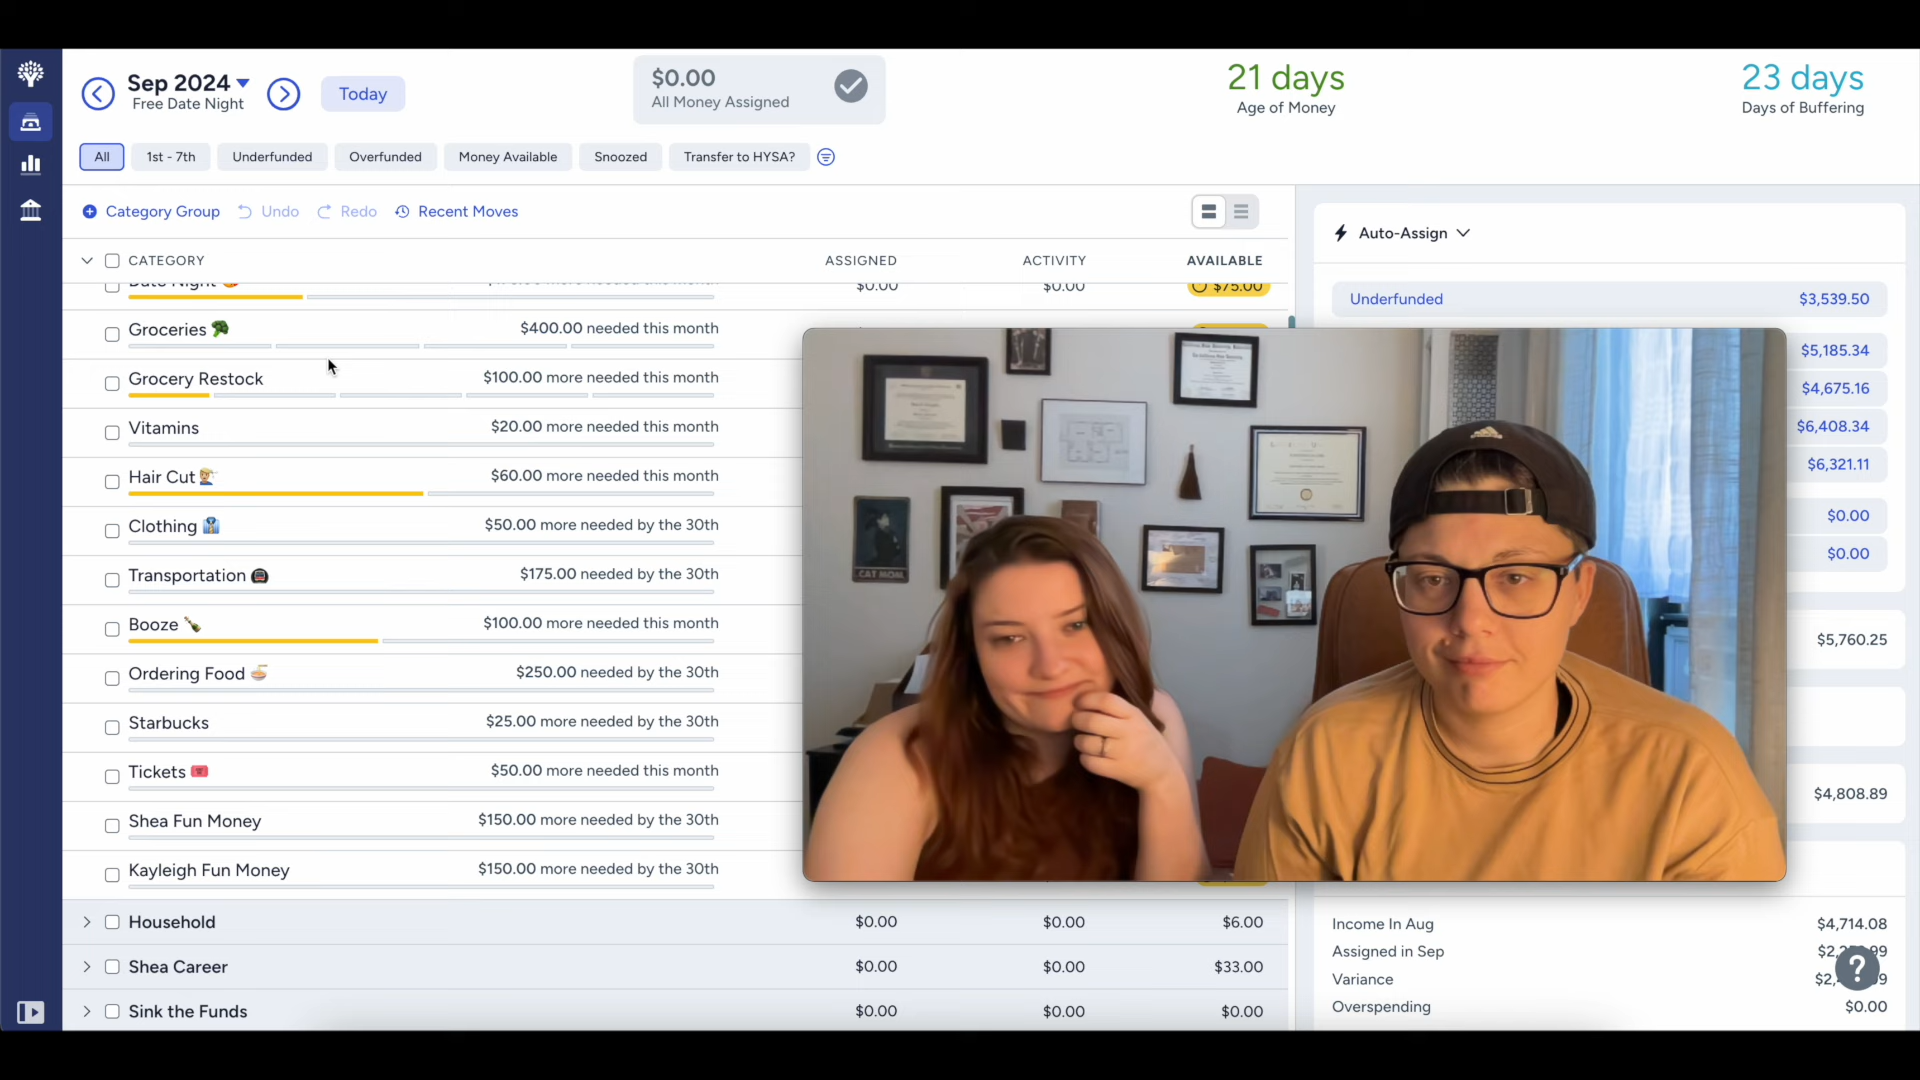 Sep 2024
Free Date Night
Today
$0.00
All Money Assigned
21 days
Age of Money
23 days
Days of Buffering
All
1st - 7th
Underfunded
Overfunded
Money Available
Snoozed
Transfer to HYSA?
Category Group
Undo
Redo
Recent Moves
Auto-Assign
CATEGORY ASSIGNED ACTIVITY AVAILABLE
Date Night $0.00 $0.00 $75.00
Underfunded $3,539.50
Groceries 🥦 $400.00 needed this month
$5,185.34
Grocery Restock $100.00 more needed this month
$4,675.16
Vitamins $20.00 more needed this month
$6,408.34
Hair Cut $60.00 more needed this month
$6,321.11
Clothing $50.00 more needed by the 30th
$0.00
Transportation $175.00 needed by the 30th
$0.00
CAT MOM
Booze 🍾 $100.00 more needed this month
$5,760.25
Ordering Food 🍜 $250.00 needed by the 30th
Starbucks $25.00 more needed by the 30th
Tickets 🎟️ $50.00 more needed this month
$4,808.89
Shea Fun Money $150.00 more needed by the 30th
Kayleigh Fun Money $150.00 more needed by the 30th
Household $0.00 $0.00 $6.00
Income In Aug $4,714.08
Assigned in Sep
Shea Career $0.00 $0.00 $33.00
Variance
Overspending $0.00
Sink the Funds $0.00 $0.00 $0.00
?